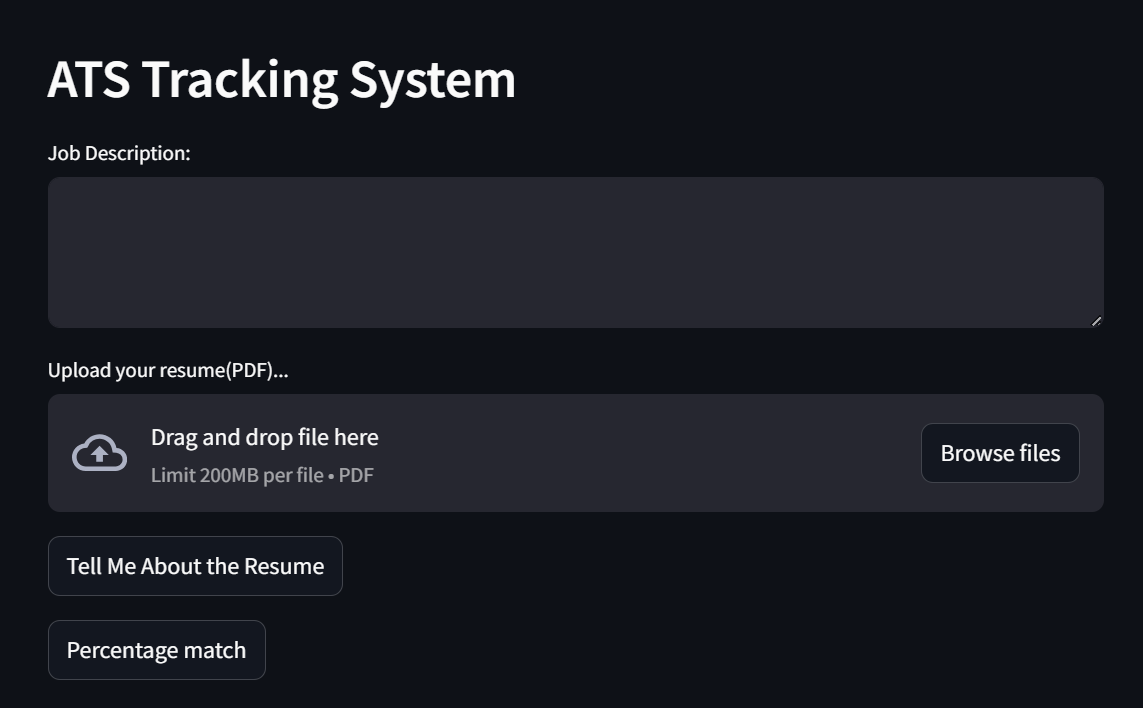 ATS Tracking System
Job Description:
Upload your resume(PDF)...
Drag and drop file here
Limit 200MB per file • PDF
Browse files
Tell Me About the Resume
Percentage match